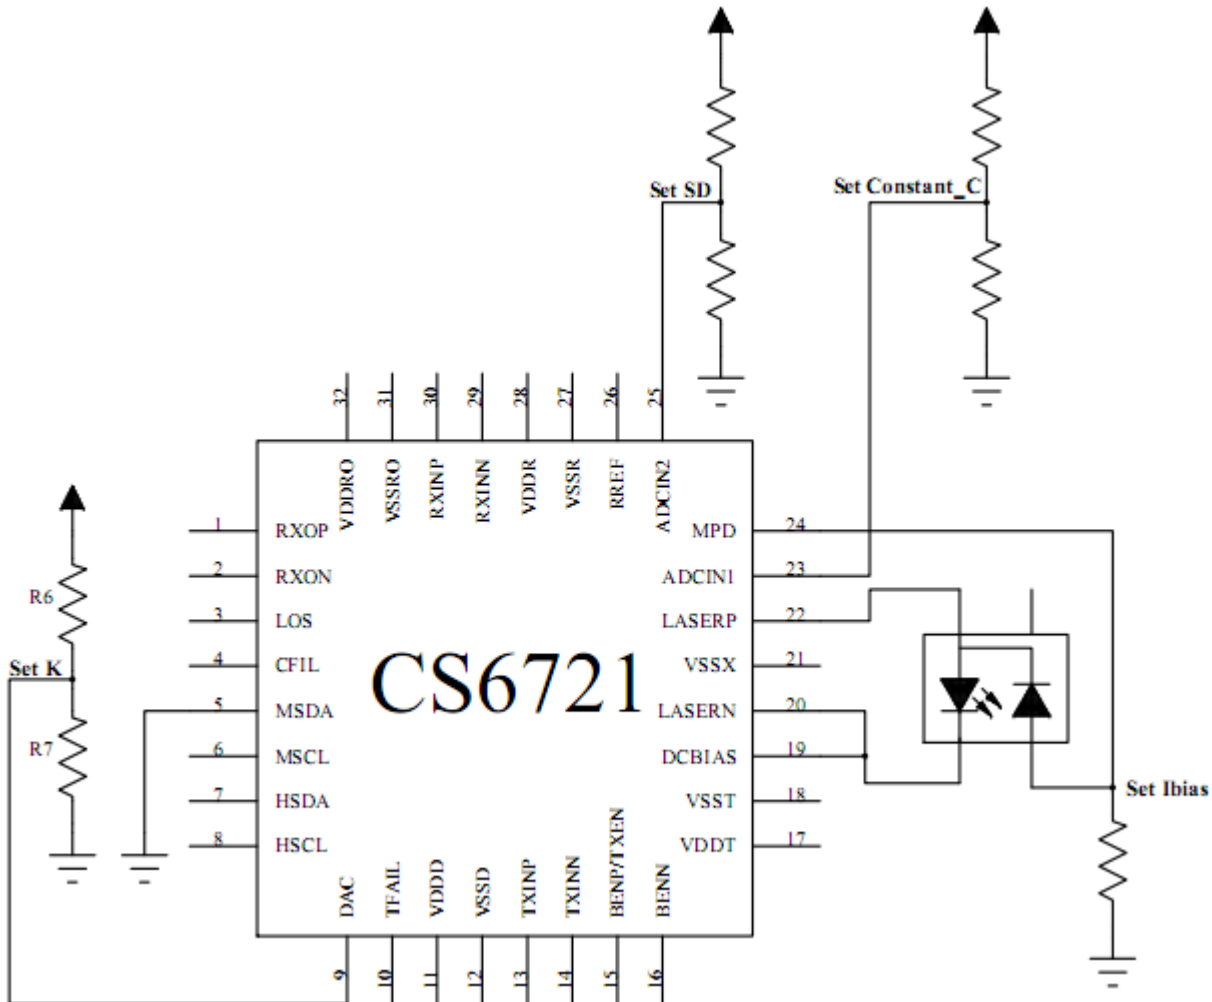 Set SD
Set Constant_C
32
31
30
29
28
27
26
25
VDDRO
VSSRO
RXINP
RXINN
VDDR
VSSR
RREF
ADCIN2
1 RXOP
2 RXON
3 LOS
4 CFIL
5 MSDA
6 MSCL
7 HSDA
8 HSCL
R6
Set K
R7
CS6721
MPD 24
ADCIN1 23
LASERP 22
VSSX 21
LASERN 20
DCBIAS 19
VSST 18
VDDT 17
Set Ibias
DAC
TFAIL
VDDD
VSSD
TXINP
TXINN
BENP/TXEN
BENN
9
10
11
12
13
14
15
16